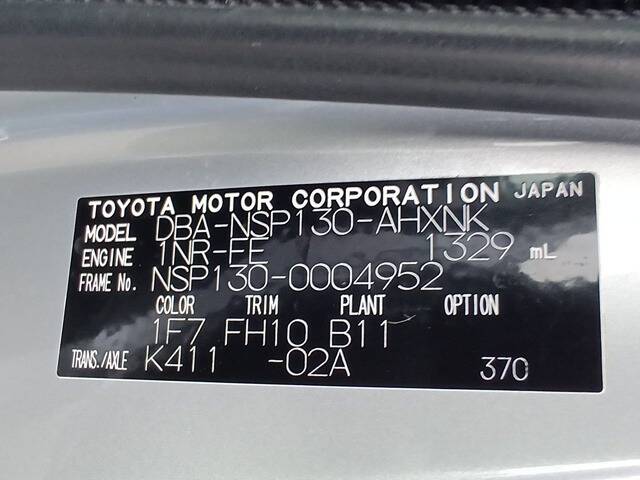 TOYOTA MOTOR CORPORATION JAPAN
MODEL DBA-NSP130-AHXNK
ENGINE 1NR-FE 1329 mL
FRAME No. NSP130-0004952
COLOR TRIM PLANT OPTION
1F7 FH10 B11
TRANS./AXLE K411 -02A 370